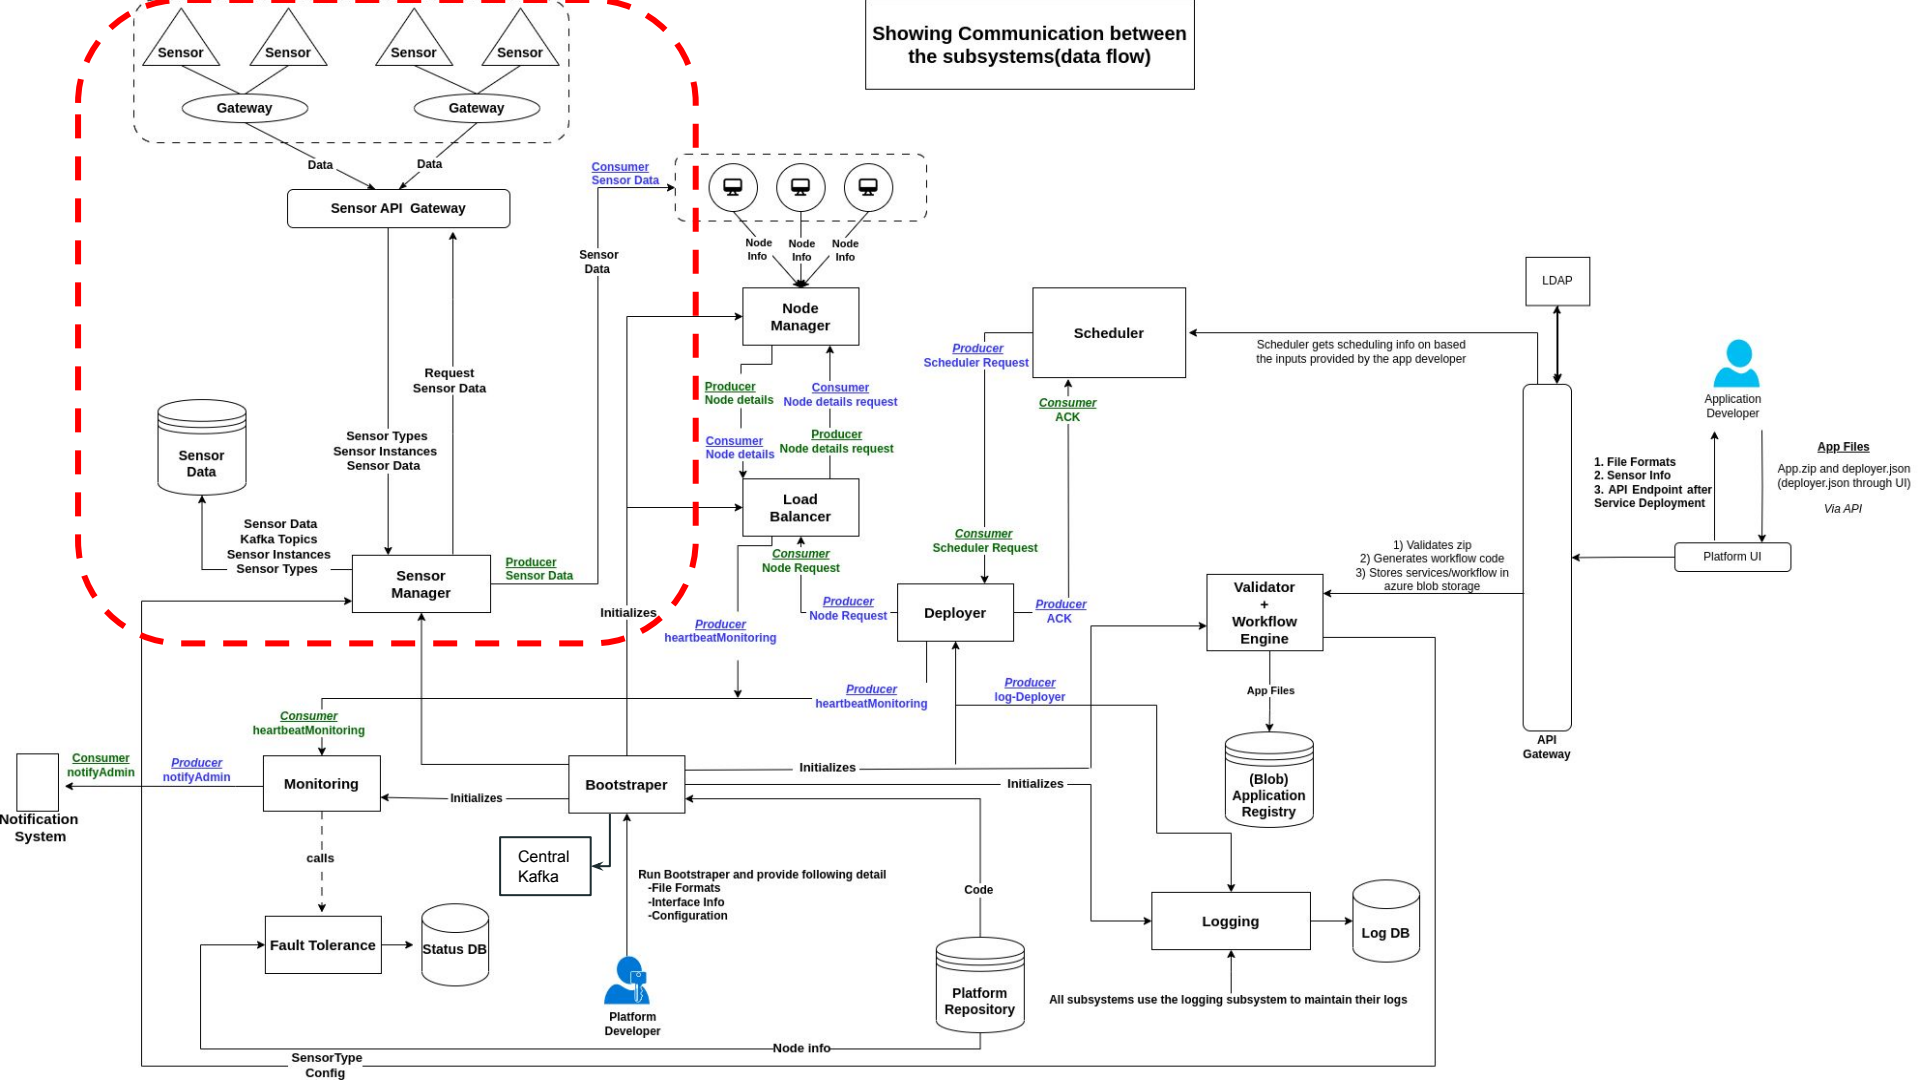 Showing Communication between
the subsystems(data flow)
Sensor
Sensor
Sensor
Sensor
Gateway
Gateway
Data
Data
Sensor API  Gateway
Consumer
Sensor Data
Sensor
Data
Node
Info
Node
Info
Node
Info
Node
Manager
Scheduler
LDAP
Scheduler gets scheduling info on based
the inputs provided by the app developer
Producer
Scheduler Request
Request
Sensor Data
Producer
Node details
Consumer
Node details request
Consumer
ACK
Application
Developer
Sensor Types
Sensor Instances
Sensor Data
Consumer
Node details
Producer
Node details request
App Files
App.zip and deployer.json
(deployer.json through UI)
Via API
1. File Formats
2. Sensor Info
3. API Endpoint after
Service Deployment
Sensor
Data
Load
Balancer
Sensor Data
Kafka Topics
Sensor Instances
Sensor Types
Sensor
Manager
Producer
Sensor Data
Consumer
Node Request
Consumer
Scheduler Request
1) Validates zip
2) Generates workflow code
3) Stores services/workflow in
azure blob storage
Platform UI
Initializes
Producer
Node Request
Deployer
Producer
ACK
Validator
+
Workflow
Engine
Producer
heartbeatMonitoring
Producer
heartbeatMonitoring
Producer
log-Deployer
App Files
Consumer
heartbeatMonitoring
API
Gateway
Consumer
notifyAdmin
Producer
notifyAdmin
Monitoring
Initializes
Bootstraper
Initializes
Initializes
(Blob)
Application
Registry
Notification
System
calls
Central
Kafka
Run Bootstraper and provide following detail
-File Formats
-Interface Info
-Configuration
Code
Fault Tolerance
Status DB
Logging
Log DB
Platform
Developer
Platform
Repository
All subsystems use the logging subsystem to maintain their logs
Node info
SensorType
Config